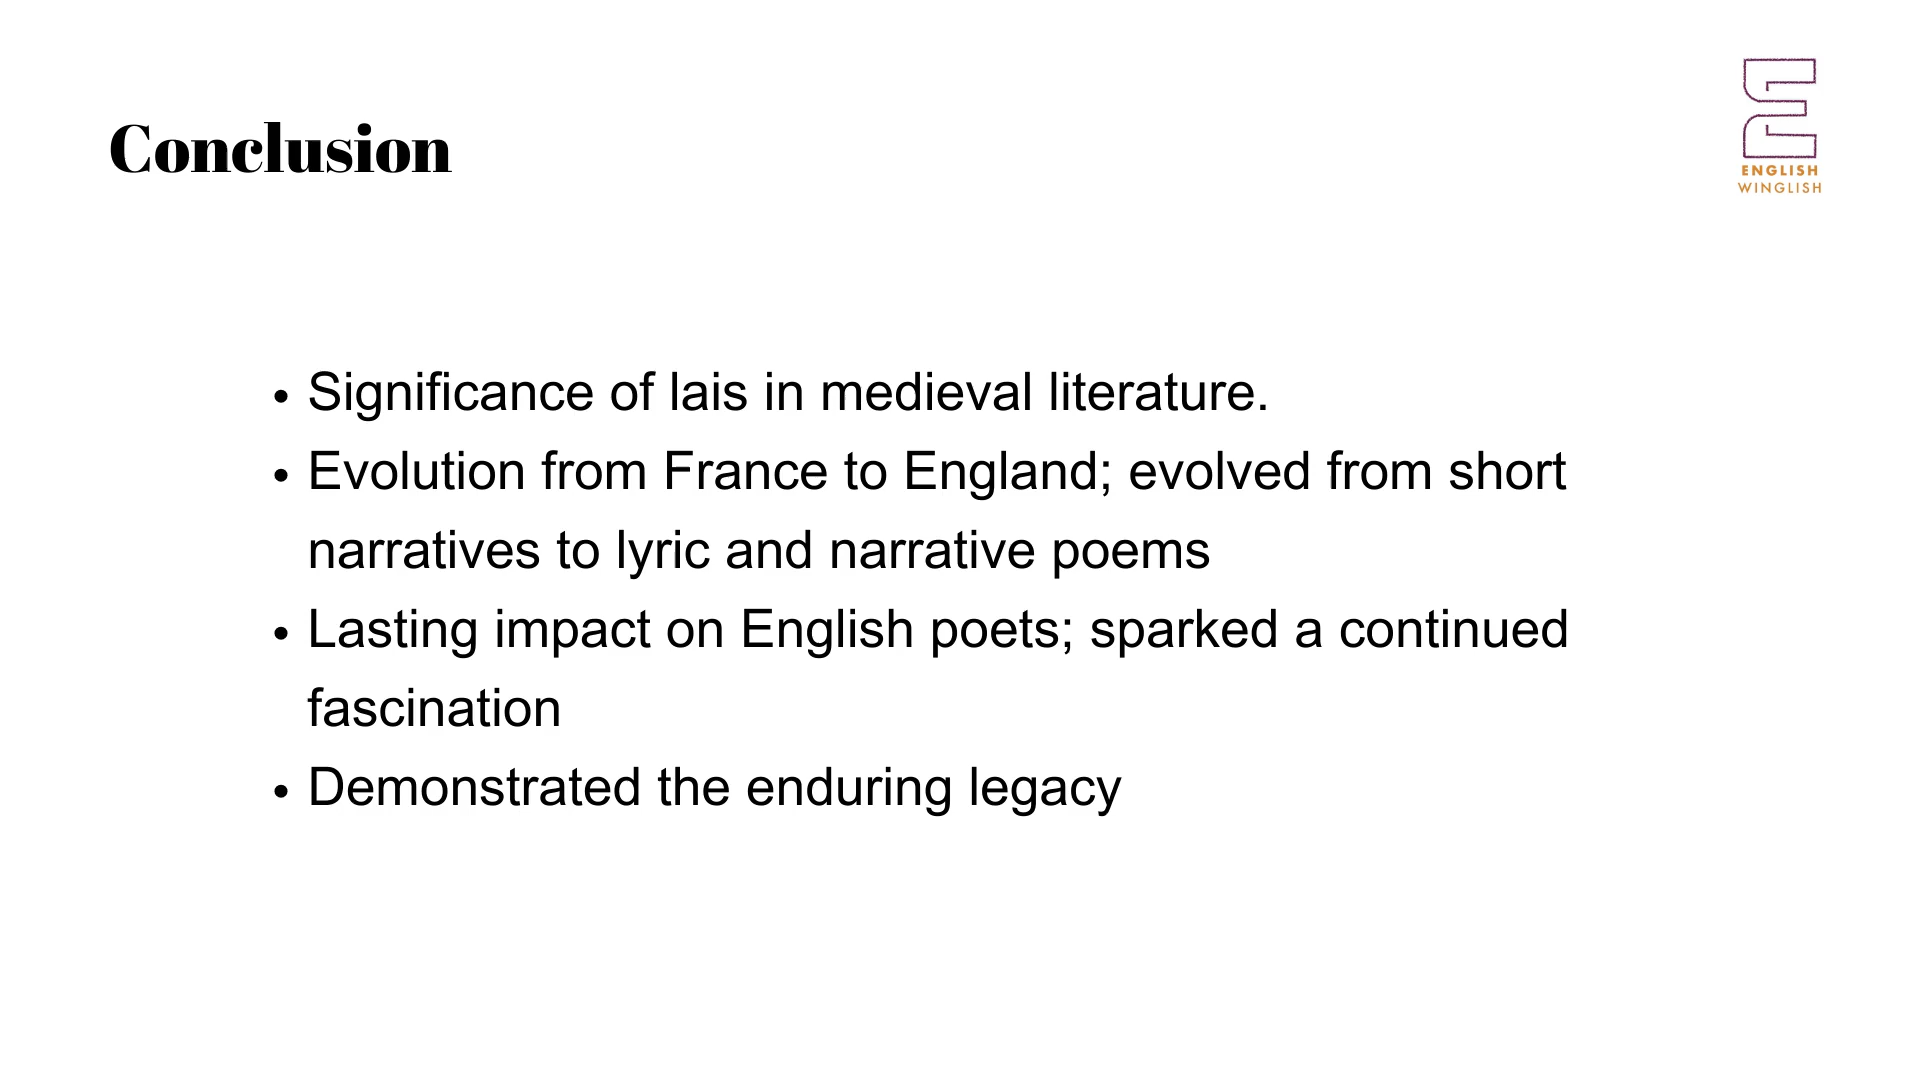 Conclusion
ENGLISH
WINGLISH
• Significance of lais in medieval literature.
• Evolution from France to England; evolved from short
narratives to lyric and narrative poems
• Lasting impact on English poets; sparked a continued
fascination
• Demonstrated the enduring legacy